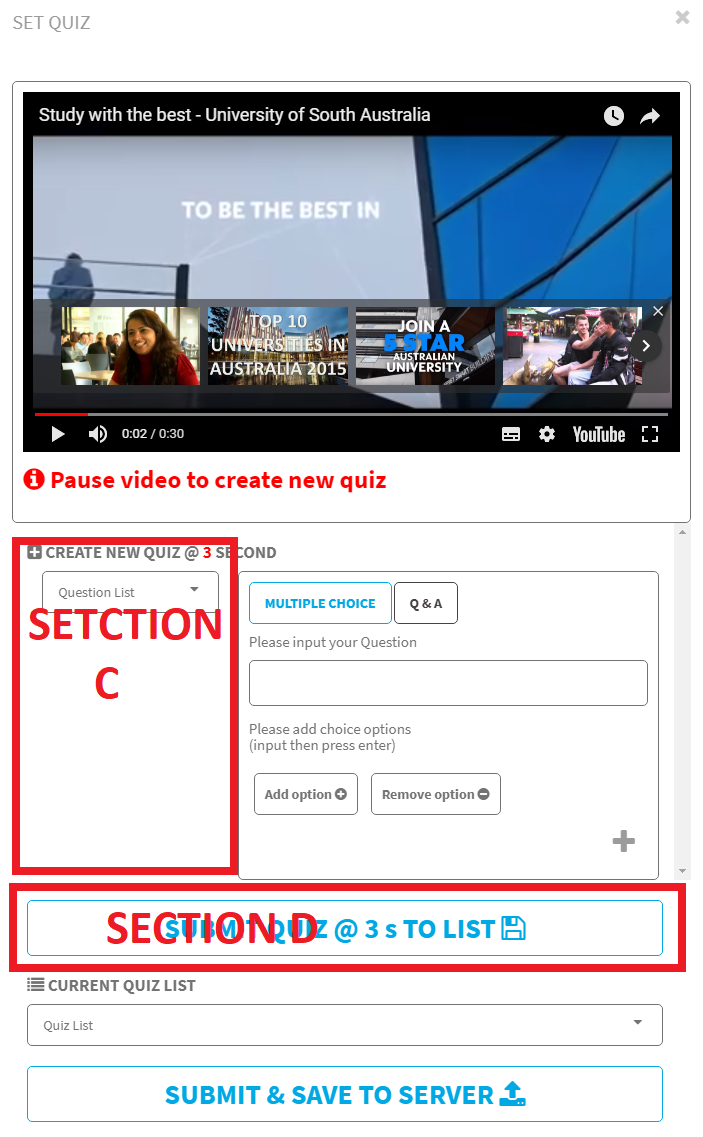 SET QUIZ
Study with the best - University of South Australia
TO BE THE BEST IN
TOP 10
UNIVERSITIES IN
AUSTRALIA 2015
JOIN A
5 STAR
AUSTRALIAN
UNIVERSITY
0:02 / 0:30
YouTube
Pause video to create new quiz
CREATE NEW QUIZ @ 3 SECOND
Question List
SETCTION
C
MULTIPLE CHOICE
Q & A
Please input your Question
Please add choice options
(input then press enter)
Add option
Remove option
SECTION D
SUBMIT QUIZ @ 3 s TO LIST
CURRENT QUIZ LIST
Quiz List
SUBMIT & SAVE TO SERVER